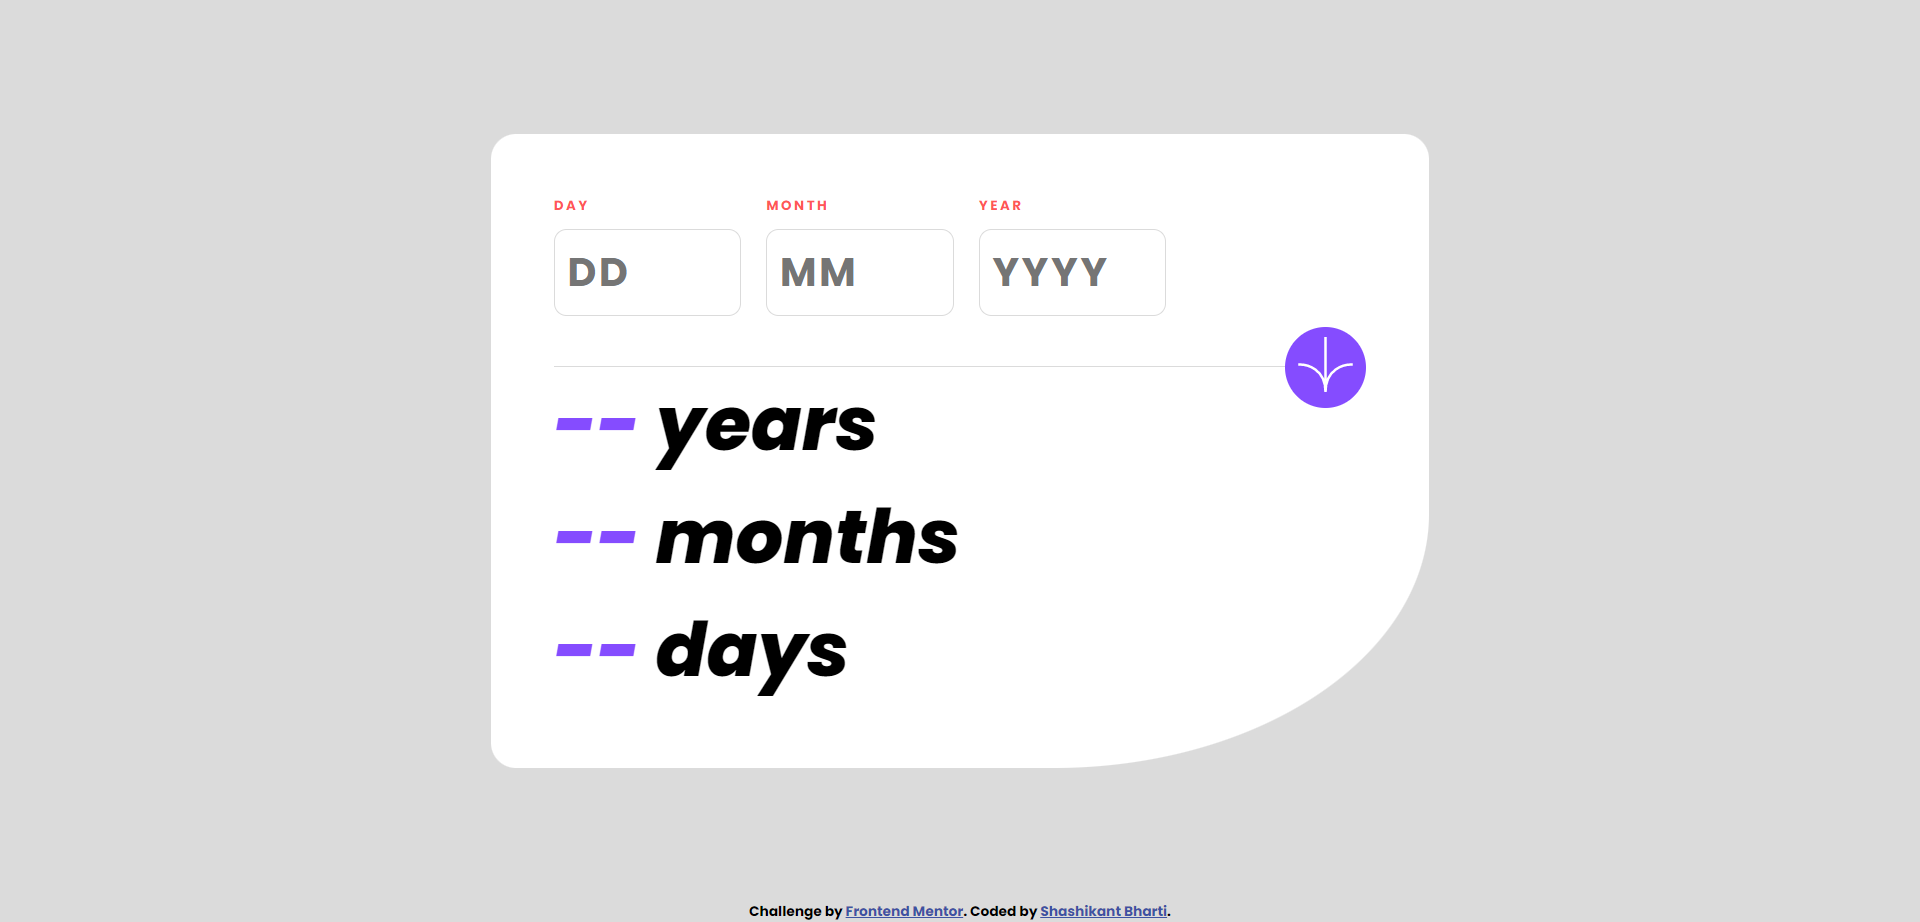 DAY MONTH YEAR
DD MM YYYY
-- years
-- months
-- days
Challenge by Frontend Mentor. Coded by Shashikant Bharti.